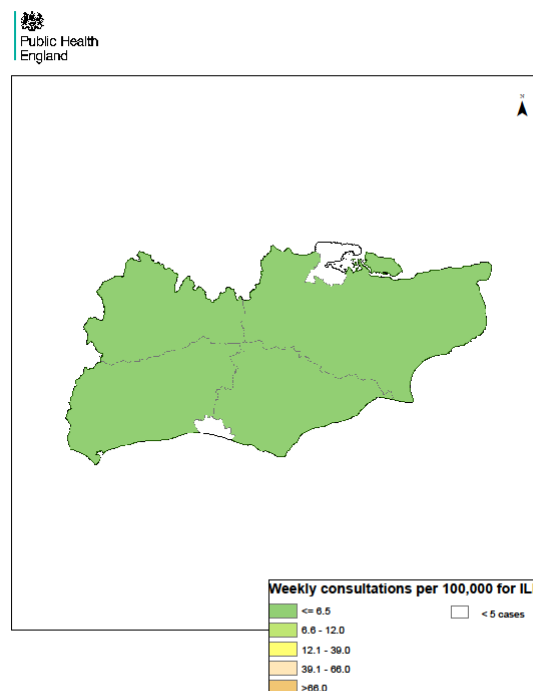 Public Health
England
N
Weekly consultations per 100,000 for IL
<= 6.5
< 5 cases
6.6 - 12.0
12.1 - 39.0
39.1 - 66.0
>66.0